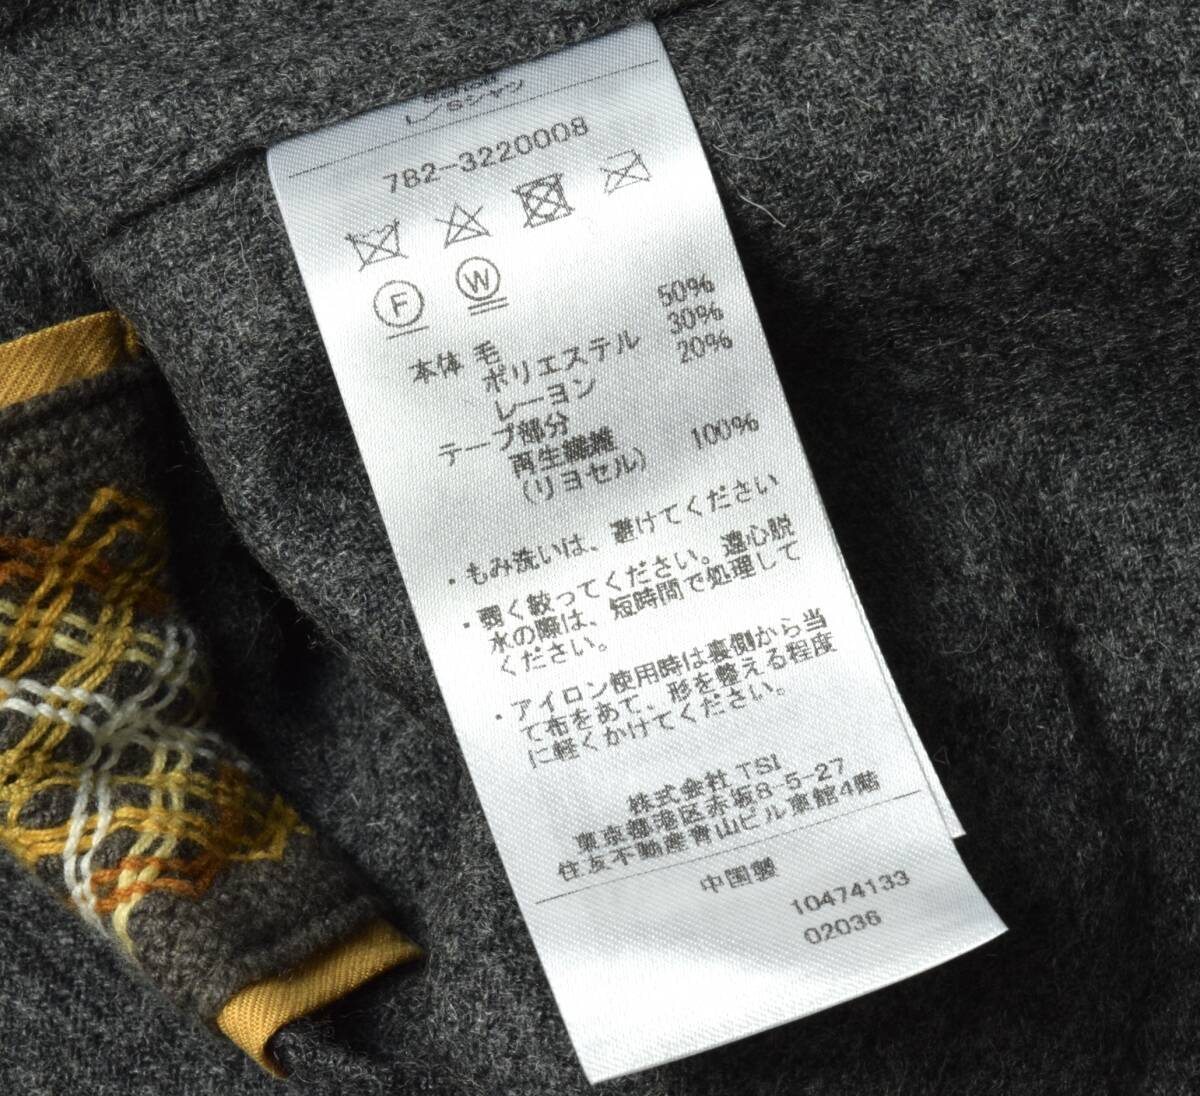 L/Sシャツ
782-3220008
F W
本体 毛 50%
ポリエステル 30%
レーヨン 20%
テープ部分
再生繊維
(リヨセル) 100%
・もみ洗いは、避けてください
・弱く絞ってください。遠心脱
水の際は、短時間で処理して
ください。
・アイロン使用時は裏側から当
て布をあて、形を整える程度
に軽くかけてください。
株式会社 TSI
東京都港区赤坂8-5-27
住友不動産青山ビル東館4階
中国製
10474133
02036